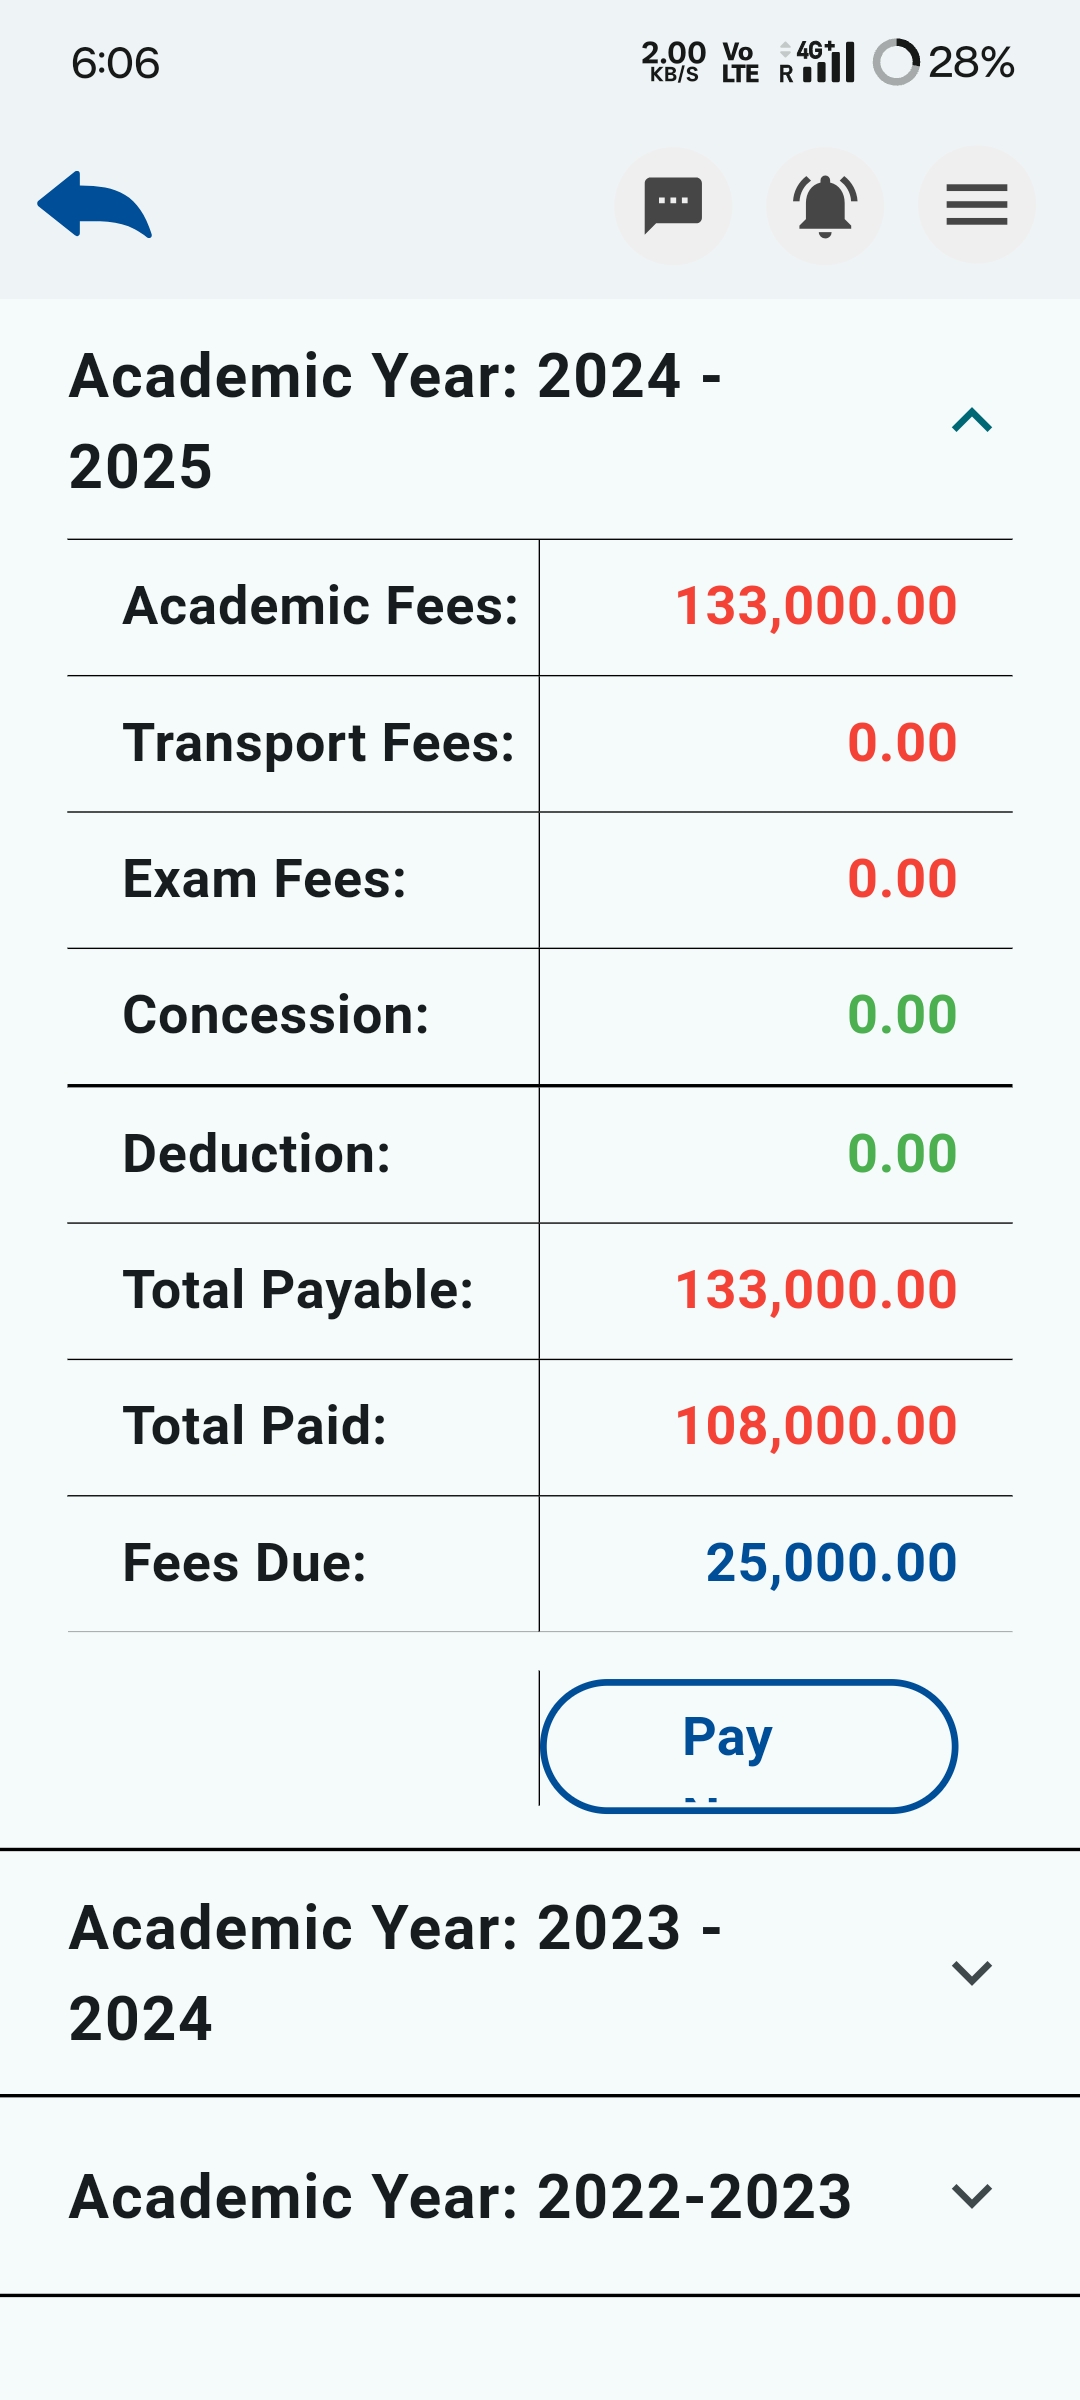 6:06
2.00 KB/S Vo LTE R 4G+ 28%
Academic Year: 2024 -
2025
Academic Fees: 133,000.00
Transport Fees: 0.00
Exam Fees: 0.00
Concession: 0.00
Deduction: 0.00
Total Payable: 133,000.00
Total Paid: 108,000.00
Fees Due: 25,000.00
Pay
Academic Year: 2023 -
2024
Academic Year: 2022-2023